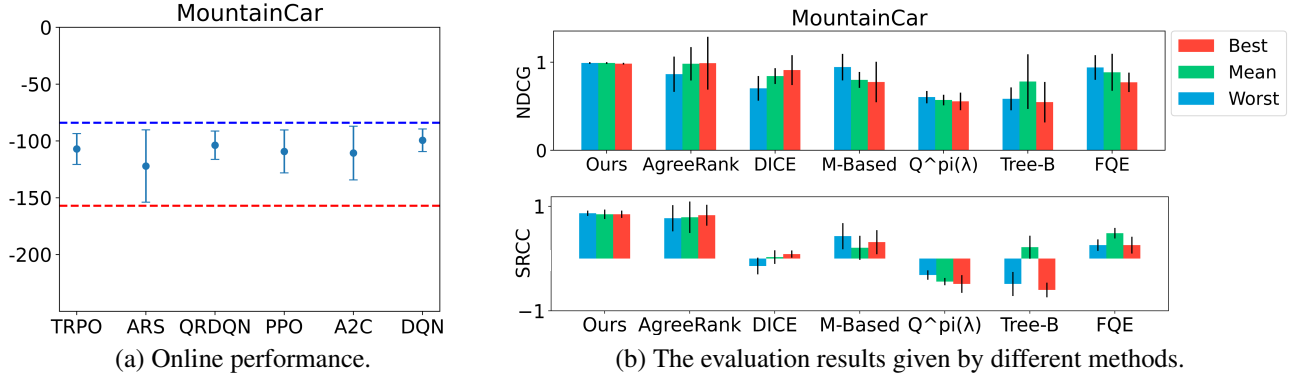 MountainCar
0
-50
-100
-150
-200
TRPO ARS QRDQN PPO A2C DQN
(a) Online performance.
MountainCar
NDCG
1
0
Ours AgreeRank DICE M-Based Q^pi(λ) Tree-B FQE
SRCC
1
−1
Ours AgreeRank DICE M-Based Q^pi(λ) Tree-B FQE
Best
Mean
Worst
(b) The evaluation results given by different methods.